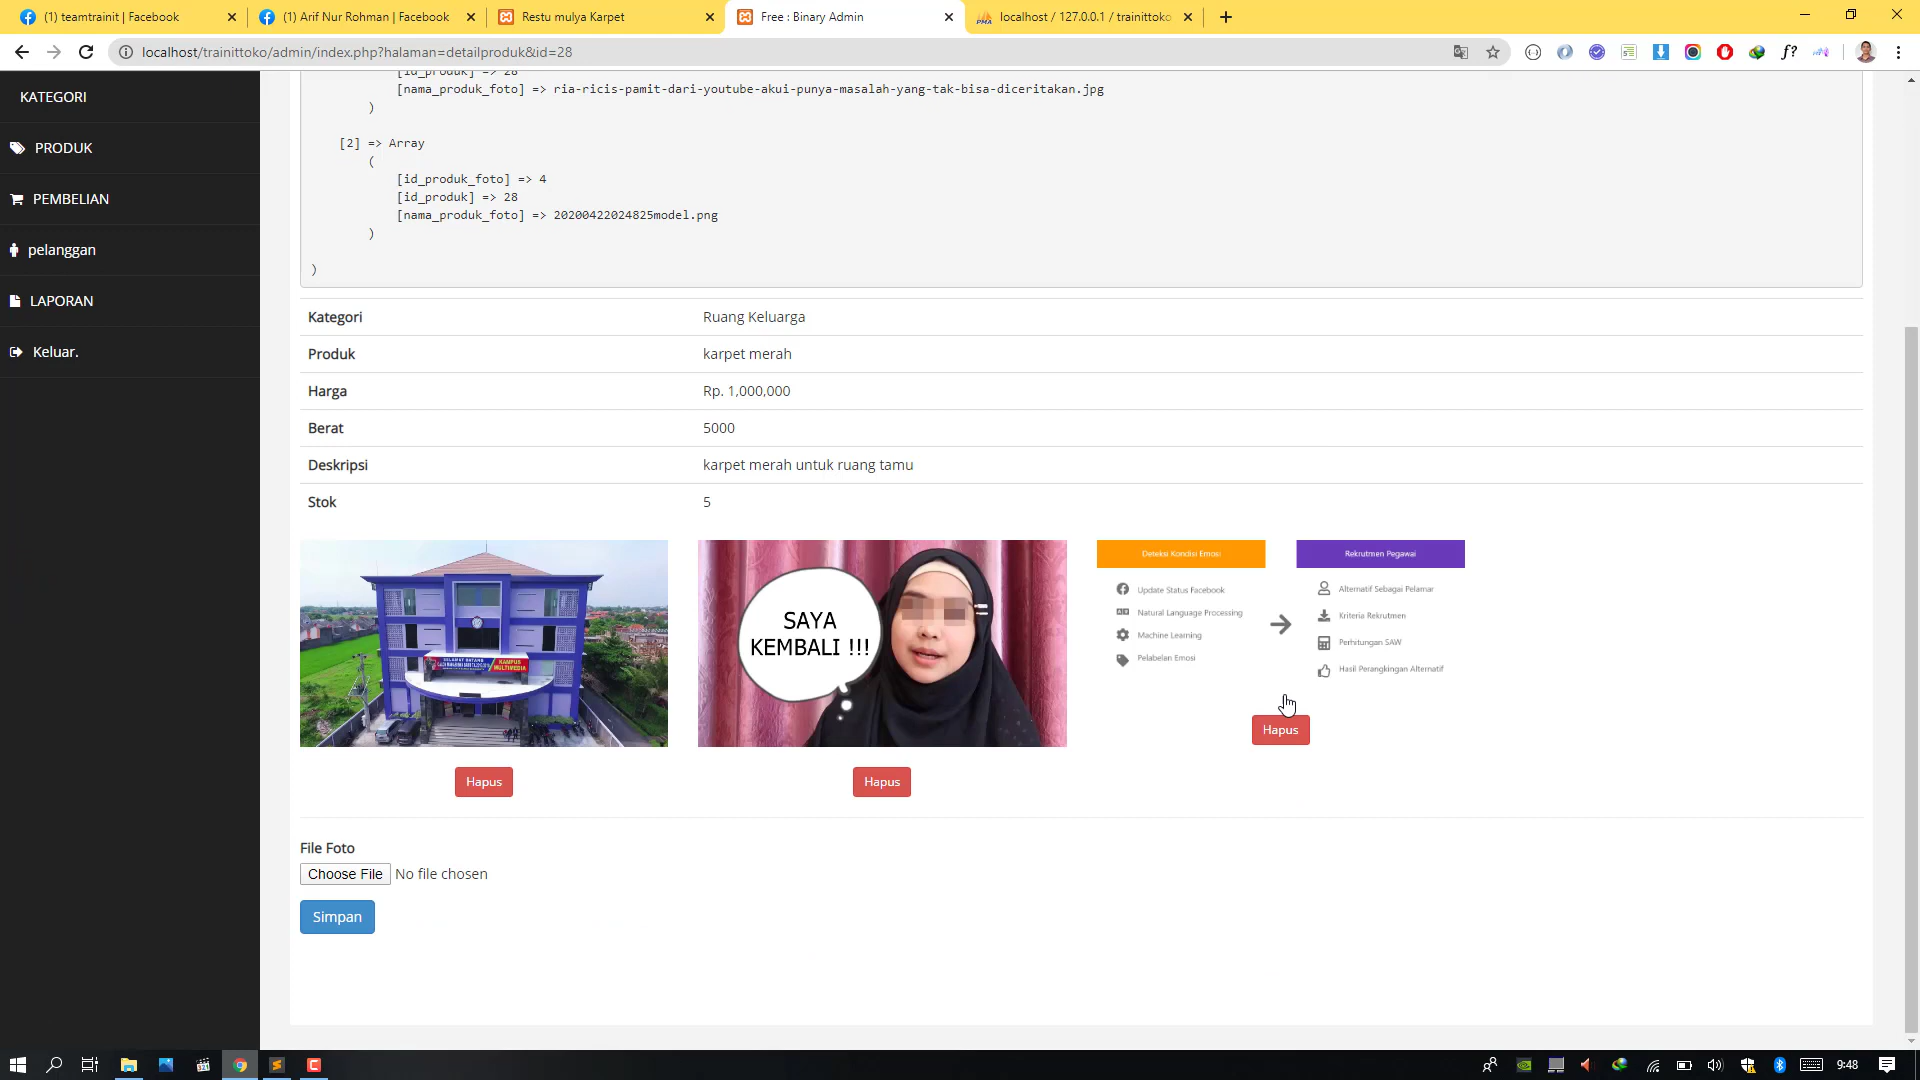 (1) teamtrainit | Facebook
(1) Arif Nur Rohman | Facebook
Restu mulya Karpet
Free : Binary Admin
localhost / 127.0.0.1 / trainittoko
localhost/trainittoko/admin/index.php?halaman=detailproduk&id=28
KATEGORI
PRODUK
PEMBELIAN
pelanggan
LAPORAN
Keluar.
[id_produk] => 28
[nama_produk_foto] => ria-ricis-pamit-dari-youtube-akui-punya-masalah-yang-tak-bisa-diceritakan.jpg
)
[2] => Array
(
[id_produk_foto] => 4
[id_produk] => 28
[nama_produk_foto] => 20200422024825model.png
)
)
Kategori Ruang Keluarga
Produk karpet merah
Harga Rp. 1,000,000
Berat 5000
Deskripsi karpet merah untuk ruang tamu
Stok 5
SELAMAT DATANG
KAMPUS
MULTIMEDIA
SAYA
KEMBALI !!!
Deteksi Kondisi Emosi
Update Status Facebook
Natural Language Processing
Machine Learning
Pelabelan Emosi
Rekrutmen Pegawai
Alternatif Sebagai Pelamar
Kriteria Rekrutmen
Perhitungan SAW
Hasil Perangkingan Alternatif
Hapus
Hapus
Hapus
File Foto
Choose File No file chosen
Simpan
9:48